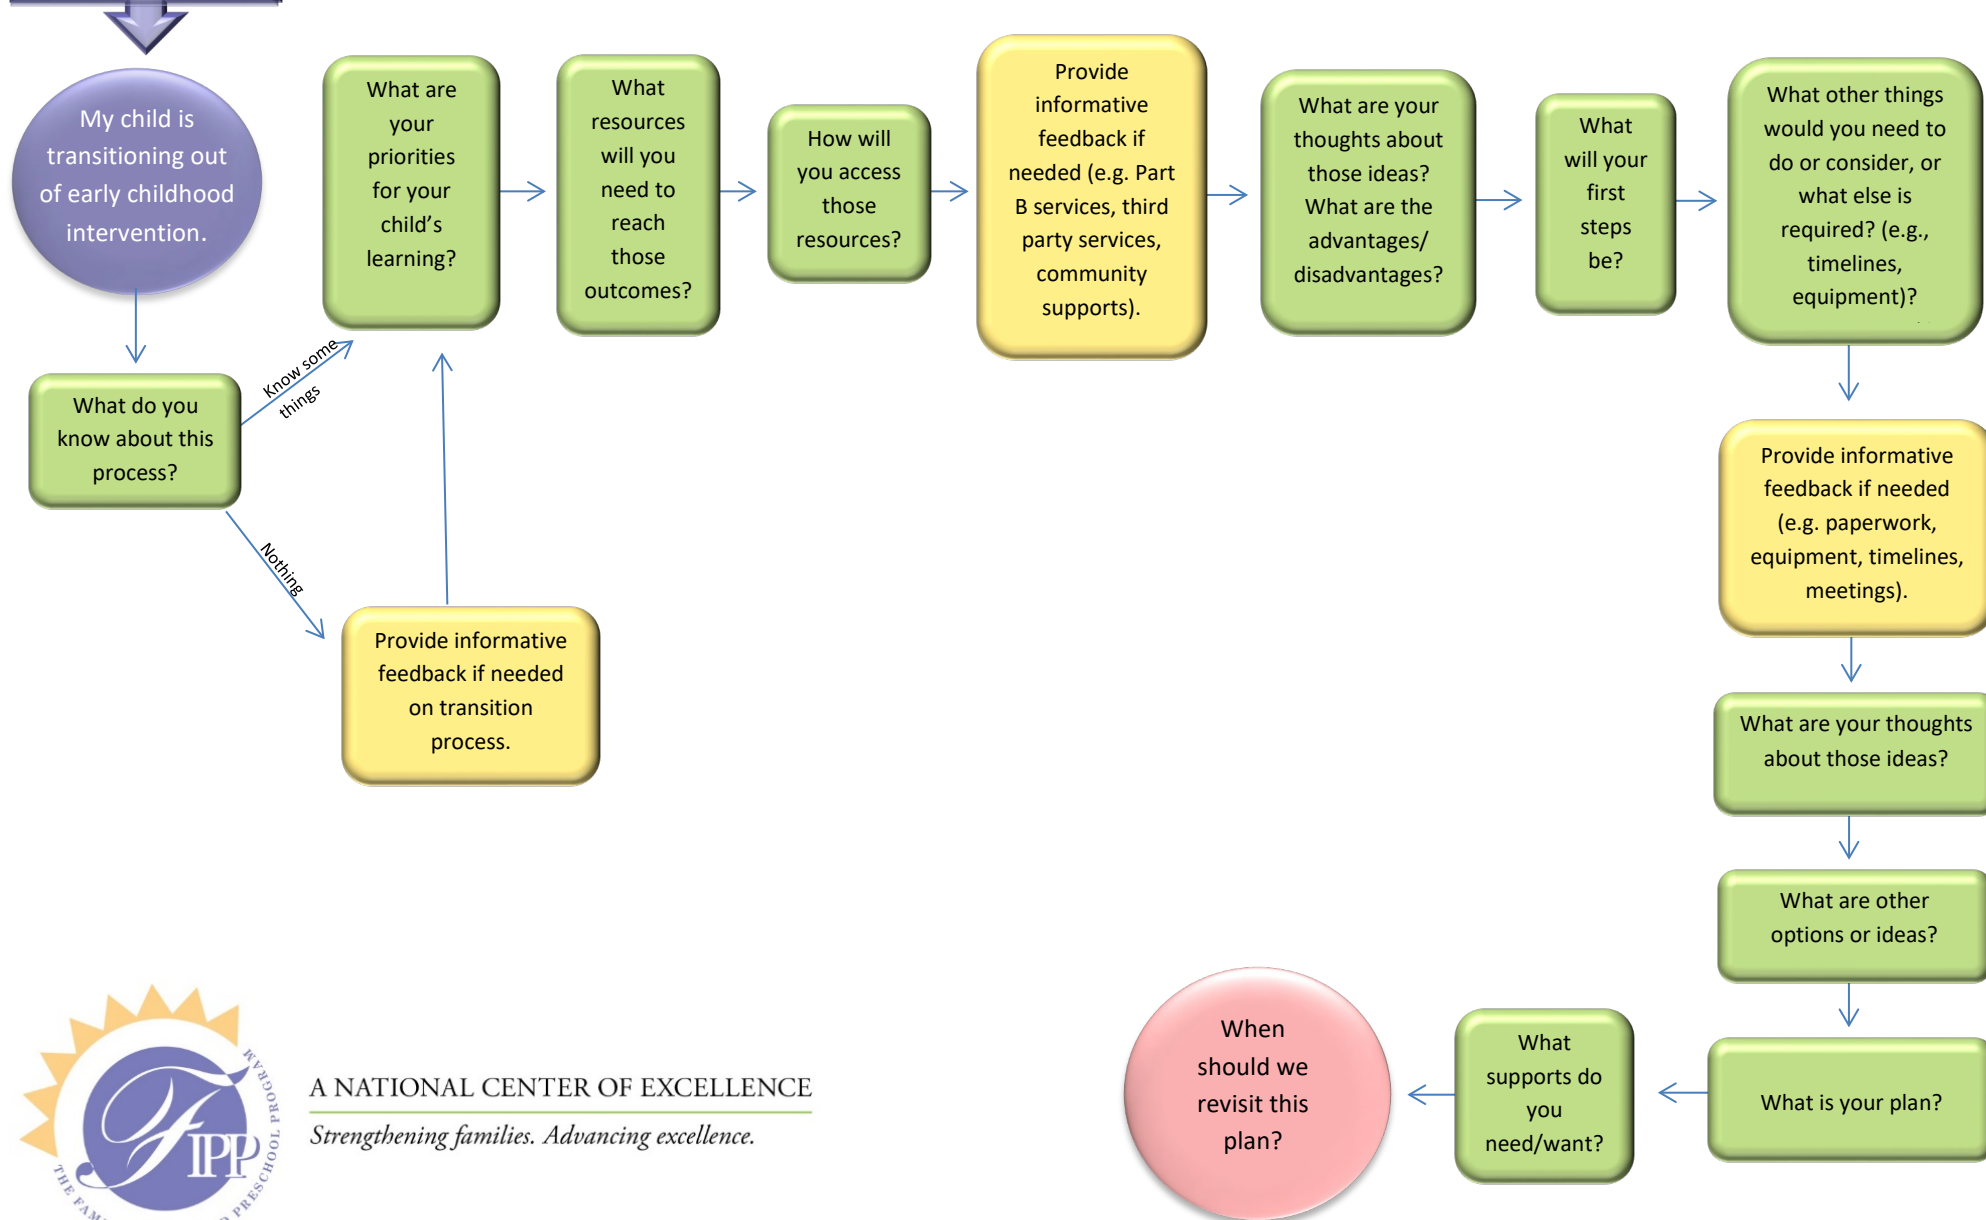 My child is
transitioning out
of early childhood
intervention.
What do you
know about this
process?
Know some
things
Nothing
Provide informative
feedback if needed
on transition
process.
What are
your
priorities
for your
child’s
learning?
What
resources
will you
need to
reach
those
outcomes?
How will
you access
those
resources?
Provide
informative
feedback if
needed (e.g. Part
B services, third
party services,
community
supports).
What are your
thoughts about
those ideas?
What are the
advantages/
disadvantages?
What
will your
first
steps
be?
What other things
would you need to
do or consider, or
what else is
required? (e.g.,
timelines,
equipment)?
Provide informative
feedback if needed
(e.g. paperwork,
equipment, timelines,
meetings).
What are your thoughts
about those ideas?
What are other
options or ideas?
What is your plan?
What
supports do
you
need/want?
When
should we
revisit this
plan?
FIPP
THE PRESCHOOL PROGRAM
A NATIONAL CENTER OF EXCELLENCE
Strengthening families. Advancing excellence.